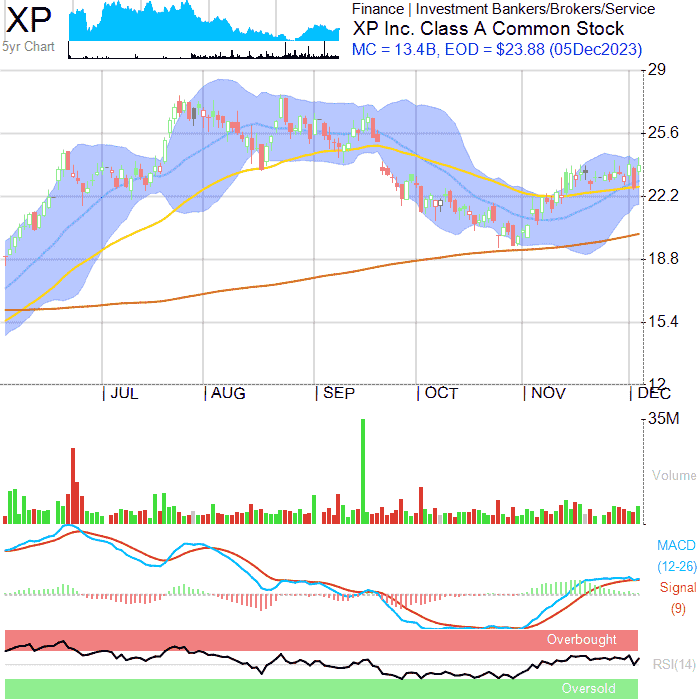 XP
5yr Chart
Finance | Investment Bankers/Brokers/Service
XP Inc. Class A Common Stock
MC = 13.4B, EOD = $23.88 (05Dec2023)
29
25.6
22.2
18.8
15.4
12
JUL AUG SEP OCT NOV DEC
35M
Volume
MACD
(12-26)
Signal
(9)
Overbought
RSI(14)
Oversold